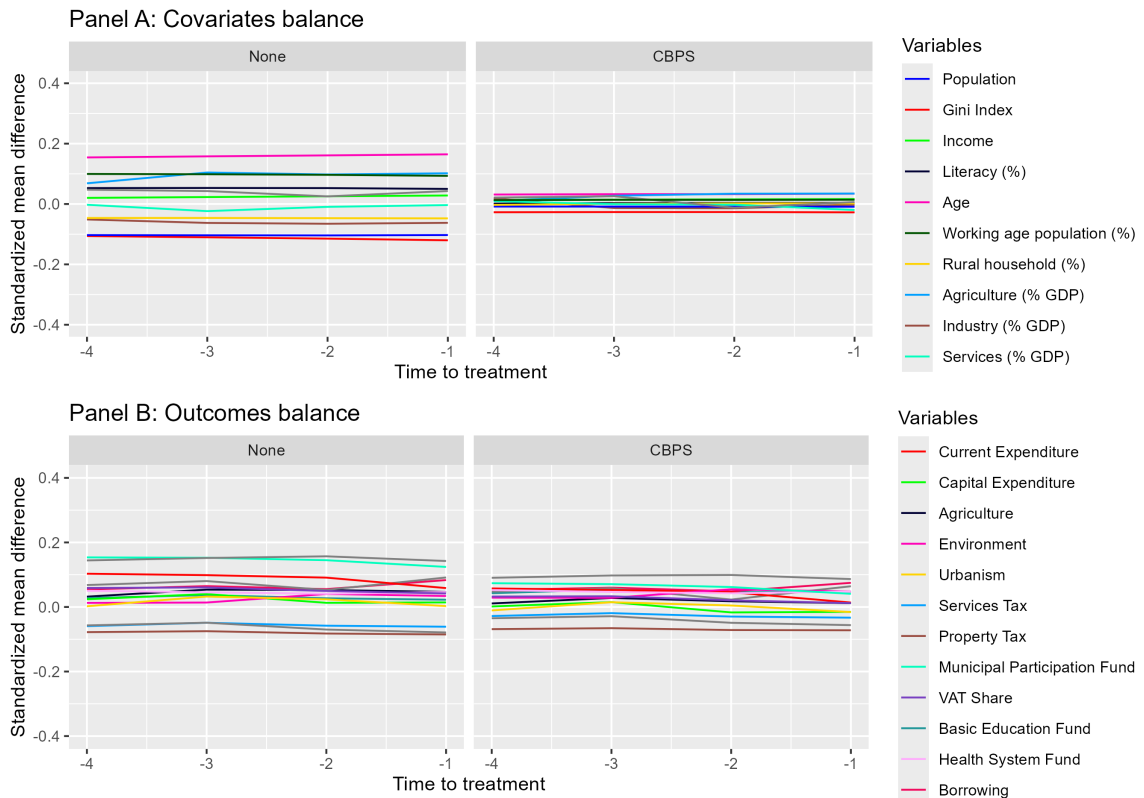 Panel A: Covariates balance
None
CBPS
Standardized mean difference
0.4
0.2
0.0
-0.2
-0.4
-4
-3
-2
-1
-4
-3
-2
-1
Time to treatment
Variables
Population
Gini Index
Income
Literacy (%)
Age
Working age population (%)
Rural household (%)
Agriculture (% GDP)
Industry (% GDP)
Services (% GDP)
Panel B: Outcomes balance
None
CBPS
Standardized mean difference
0.4
0.2
0.0
-0.2
-0.4
-4
-3
-2
-1
-4
-3
-2
-1
Time to treatment
Variables
Current Expenditure
Capital Expenditure
Agriculture
Environment
Urbanism
Services Tax
Property Tax
Municipal Participation Fund
VAT Share
Basic Education Fund
Health System Fund
Borrowing